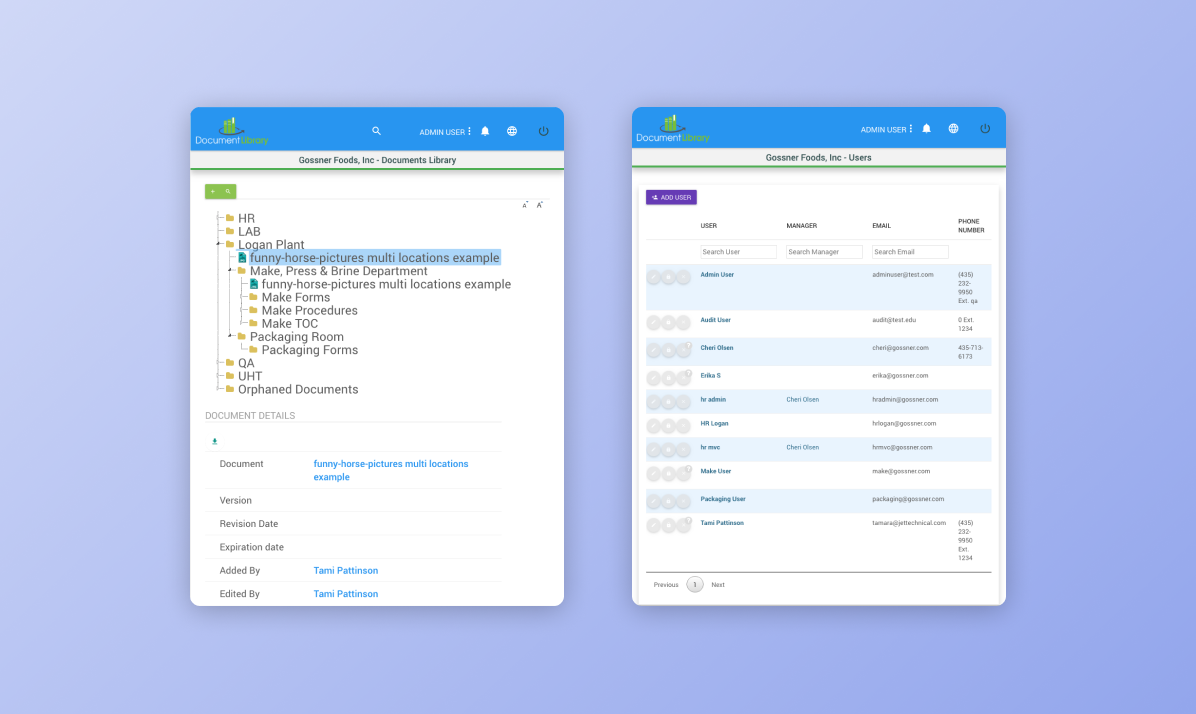 DocumentLibrary
ADMIN USER
Gossner Foods, Inc - Documents Library
A
A
HR
LAB
Logan Plant
funny-horse-pictures multi locations example
Make, Press & Brine Department
funny-horse-pictures multi locations example
Make Forms
Make Procedures
Make TOC
Packaging Room
Packaging Forms
QA
UHT
Orphaned Documents
DOCUMENT DETAILS
Document funny-horse-pictures multi locations
example
Version
Revision Date
Expiration date
Added By Tami Pattinson
Edited By Tami Pattinson
DocumentLibrary
ADMIN USER
Gossner Foods, Inc - Users
ADD USER
USER MANAGER EMAIL PHONE
NUMBER
Search User Search Manager Search Email
Admin User adminuser@test.com (435)
232-
9950
Ext. qa
Audit User audit@test.edu 0 Ext.
1234
Cheri Olsen cheri@gossner.com 435-713-
6173
Erika S erika@gossner.com
hr admin Cheri Olsen hradmin@gossner.com
HR Logan hrlogan@gossner.com
hr mvc Cheri Olsen hrmvc@gossner.com
Make User make@gossner.com
Packaging User packaging@gossner.com
Tami Pattinson tamara@jettechnical.com (435)
232-
9950
Ext.
1234
Previous 1 Next